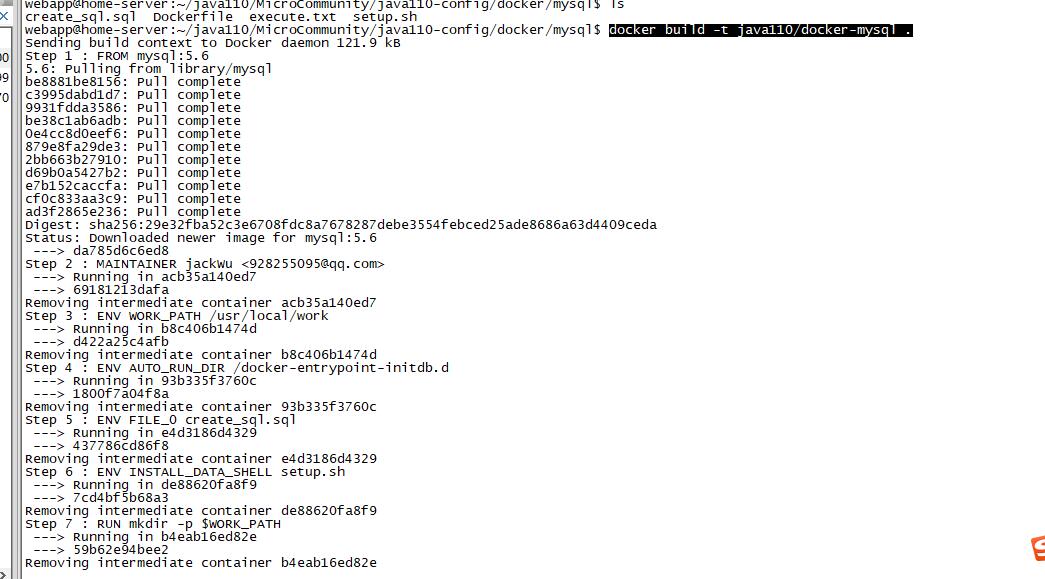 webapp@home-server:~/java110/MicroCommunity/java110-config/docker/mysql$ ls
create_sql.sql  Dockerfile  execute.txt  setup.sh
webapp@home-server:~/java110/MicroCommunity/java110-config/docker/mysql$ docker build -t java110/docker-mysql .
Sending build context to Docker daemon 121.9 kB
Step 1 : FROM mysql:5.6
5.6: Pulling from library/mysql
be8881be8156: Pull complete
c3995dabd1d7: Pull complete
9931fdda3586: Pull complete
be38c1ab6adb: Pull complete
0e4cc8d0eef6: Pull complete
879e8fa29de3: Pull complete
2bb663b27910: Pull complete
d69b0a5427b2: Pull complete
e7b152caccfa: Pull complete
cf0c833aa3c9: Pull complete
ad3f2865e236: Pull complete
Digest: sha256:29e32fba52c3e6708fdc8a7678287debe3554febced25ade8686a63d4409ceda
Status: Downloaded newer image for mysql:5.6
 ---> da785d6c6ed8
Step 2 : MAINTAINER jackWu <928255095@qq.com>
 ---> Running in acb35a140ed7
 ---> 69181213dafa
Removing intermediate container acb35a140ed7
Step 3 : ENV WORK_PATH /usr/local/work
 ---> Running in b8c406b1474d
 ---> d422a25c4afb
Removing intermediate container b8c406b1474d
Step 4 : ENV AUTO_RUN_DIR /docker-entrypoint-initdb.d
 ---> Running in 93b335f3760c
 ---> 1800f7a04f8a
Removing intermediate container 93b335f3760c
Step 5 : ENV FILE_0 create_sql.sql
 ---> Running in e4d3186d4329
 ---> 437786cd86f8
Removing intermediate container e4d3186d4329
Step 6 : ENV INSTALL_DATA_SHELL setup.sh
 ---> Running in de88620fa8f9
 ---> 7cd4bf5b68a3
Removing intermediate container de88620fa8f9
Step 7 : RUN mkdir -p $WORK_PATH
 ---> Running in b4eab16ed82e
 ---> 59b62e94bee2
Removing intermediate container b4eab16ed82e